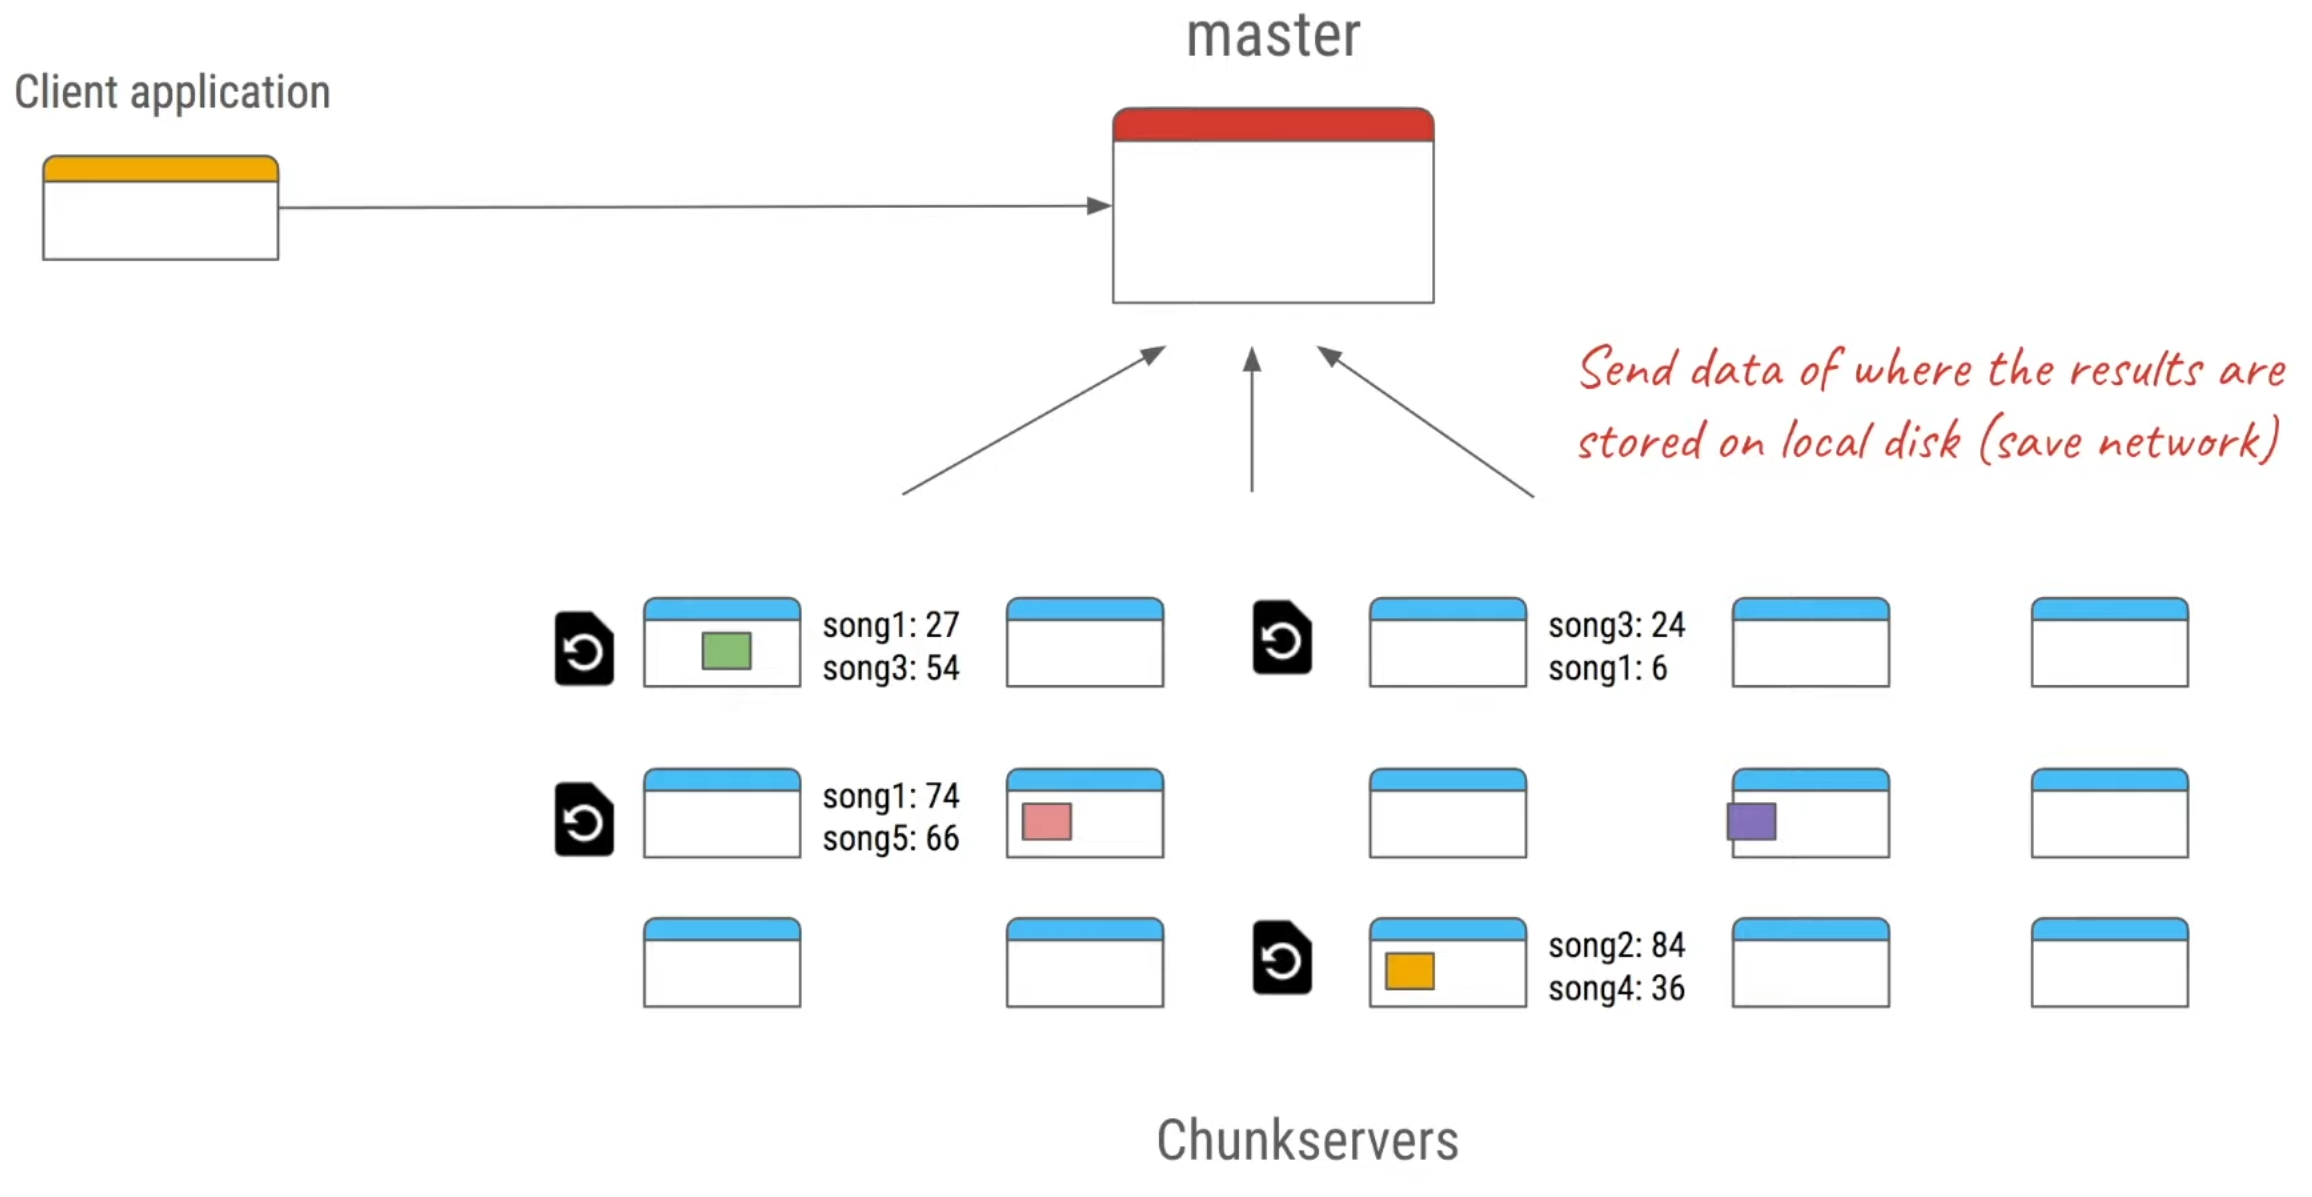 master
Client application
Send data of where the results are
stored on local disk (save network)
song1: 27
song3: 54
song3: 24
song1: 6
song1: 74
song5: 66
song2: 84
song4: 36
Chunkservers